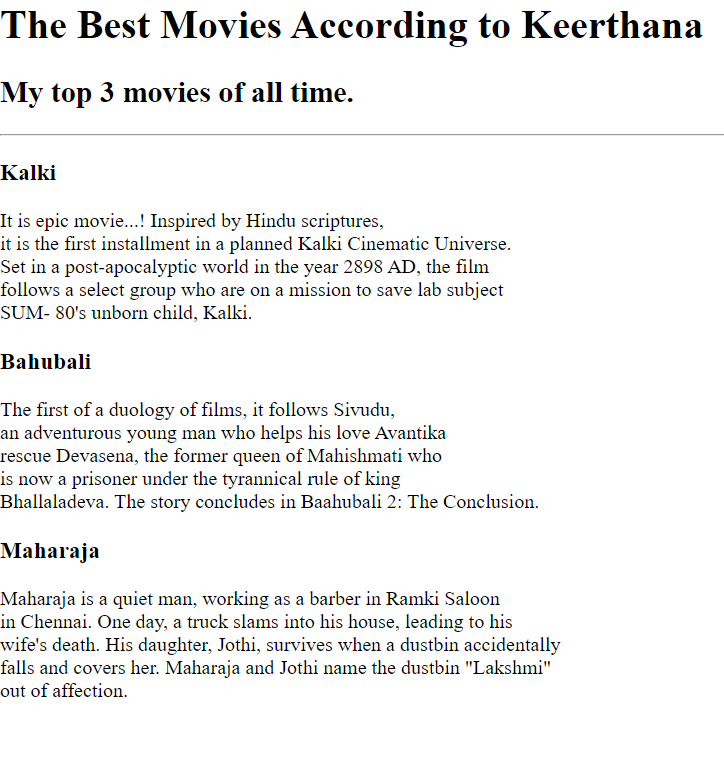 The Best Movies According to Keerthana
My top 3 movies of all time.
Kalki
It is epic movie...! Inspired by Hindu scriptures,
it is the first installment in a planned Kalki Cinematic Universe.
Set in a post-apocalyptic world in the year 2898 AD, the film
follows a select group who are on a mission to save lab subject
SUM- 80's unborn child, Kalki.
Bahubali
The first of a duology of films, it follows Sivudu,
an adventurous young man who helps his love Avantika
rescue Devasena, the former queen of Mahishmati who
is now a prisoner under the tyrannical rule of king
Bhallaladeva. The story concludes in Baahubali 2: The Conclusion.
Maharaja
Maharaja is a quiet man, working as a barber in Ramki Saloon
in Chennai. One day, a truck slams into his house, leading to his
wife's death. His daughter, Jothi, survives when a dustbin accidentally
falls and covers her. Maharaja and Jothi name the dustbin "Lakshmi"
out of affection.